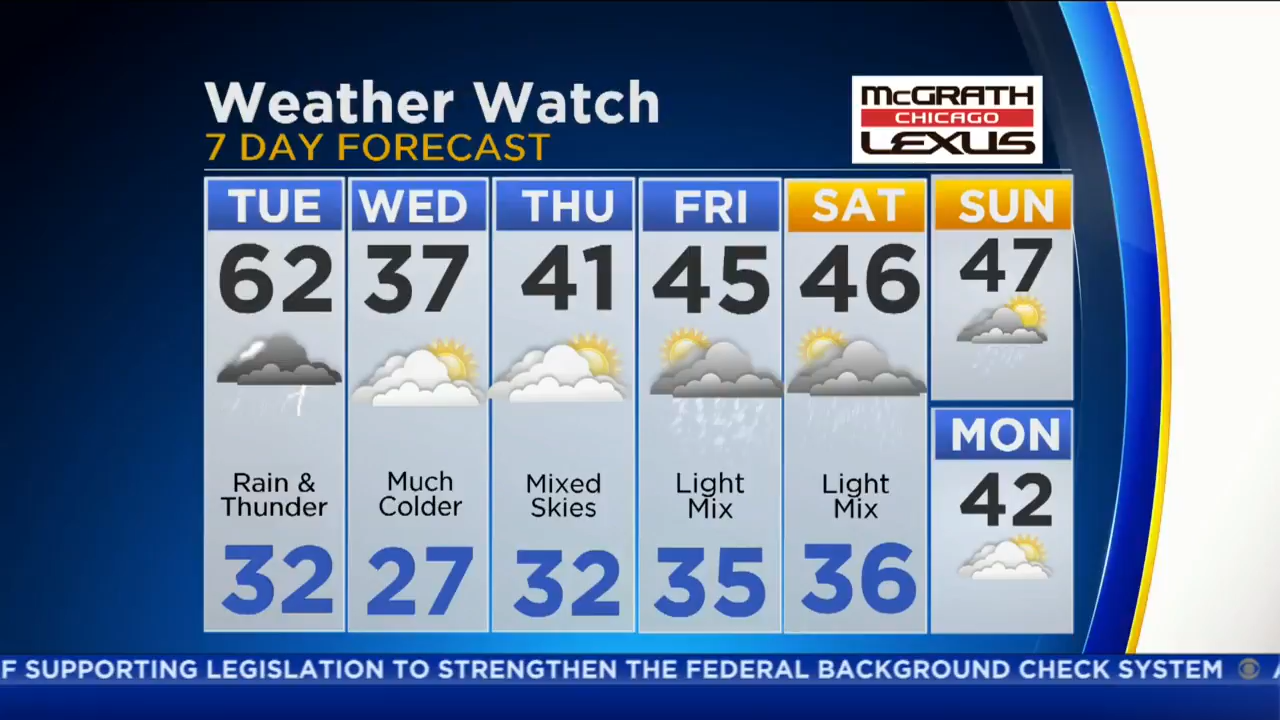 Weather Watch
7 DAY FORECAST
McGRATH
CHICAGO
LEXUS
TUE
62
Rain &
Thunder
32
WED
37
Much
Colder
27
THU
41
Mixed
Skies
32
FRI
45
Light
Mix
35
SAT
46
Light
Mix
36
SUN
47
MON
42
F SUPPORTING LEGISLATION TO STRENGTHEN THE FEDERAL BACKGROUND CHECK SYSTEM